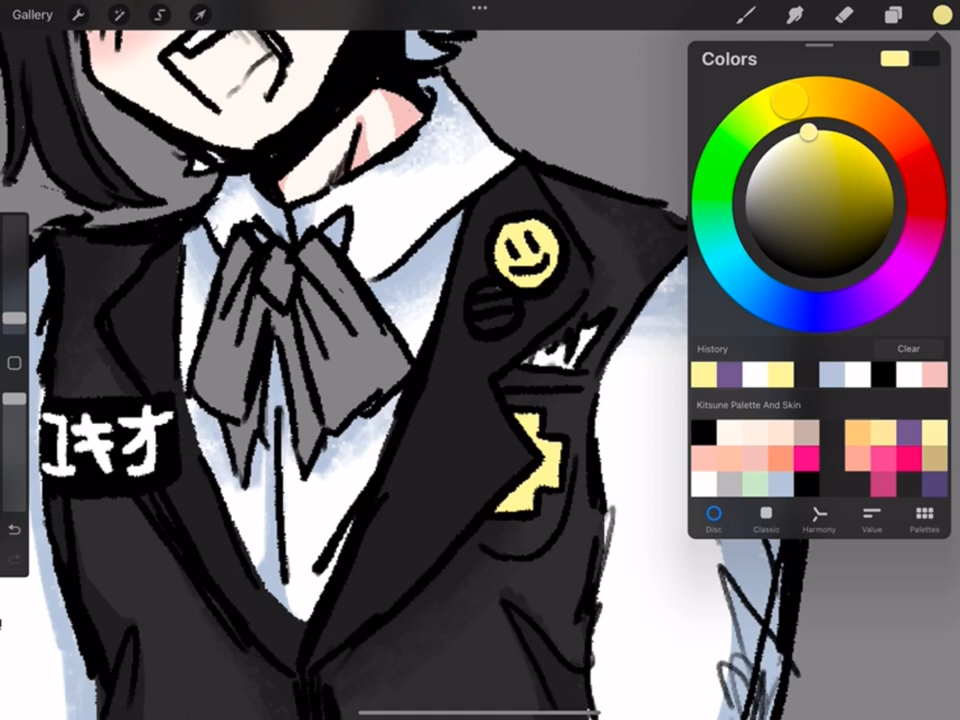 Gallery
Colors
ユキオ
History
Clear
Kitsune Palette And Skin
Disc
Classic
Harmony
Value
Palettes